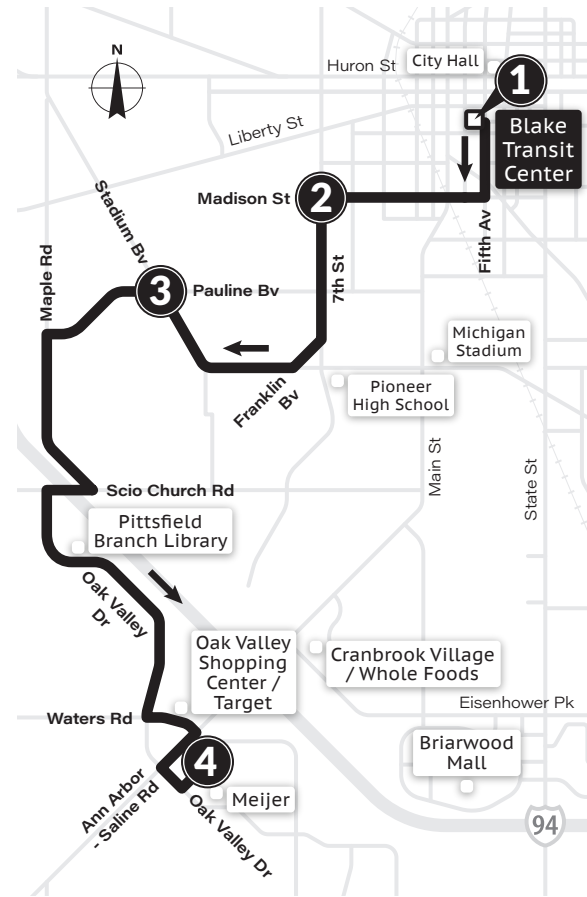 N
Huron St
City Hall
1
Blake
Transit
Center
Liberty St
Stadium Bv
Madison St
2
Fifth Av
Maple Rd
3
Pauline Bv
7th St
Michigan
Stadium
Franklin
Bv
Pioneer
High School
Main St
State St
Scio Church Rd
Pittsfield
Branch Library
Oak Valley
Dr
Oak Valley
Shopping
Center /
Target
Cranbrook Village
/ Whole Foods
Eisenhower Pk
Waters Rd
Briarwood
Mall
4
Ann Arbor
- Saline Rd
Meijer
Oak Valley Dr
94